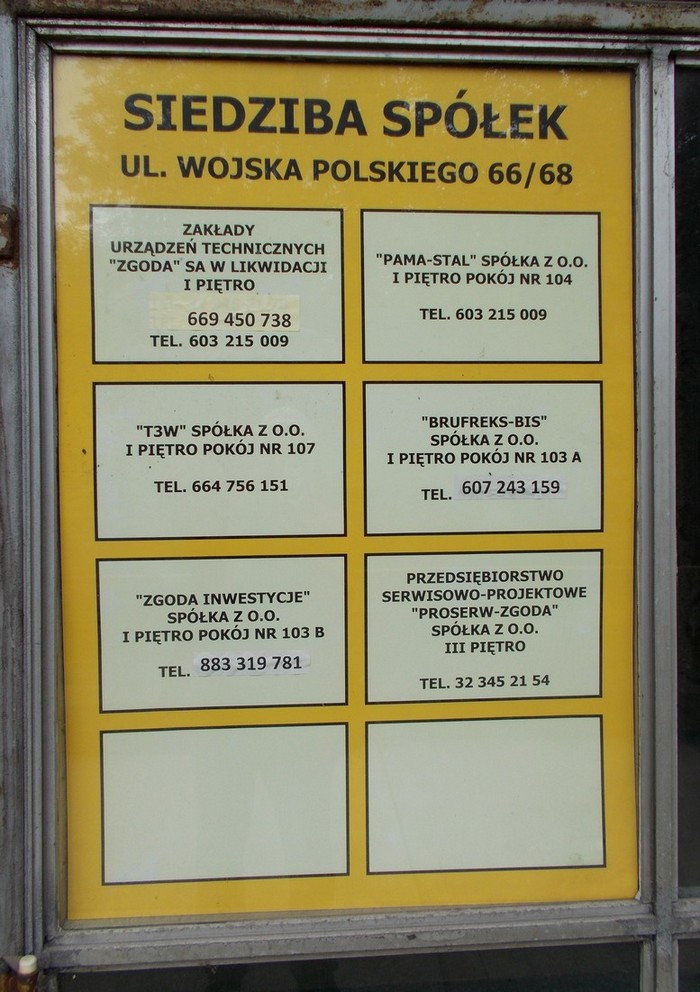 SIEDZIBA SPÓŁEK
UL. WOJSKA POLSKIEGO 66/68
ZAKŁADY
URZĄDZEŃ TECHNICZNYCH
"ZGODA" SA W LIKWIDACJI
I PIĘTRO
669 450 738
TEL. 603 215 009
"PAMA-STAL" SPÓŁKA Z O.O.
I PIĘTRO POKÓJ NR 104
TEL. 603 215 009
"T3W" SPÓŁKA Z O.O.
I PIĘTRO POKÓJ NR 107
TEL. 664 756 151
"BRUFREKS-BIS"
SPÓŁKA Z O.O.
I PIĘTRO POKÓJ NR 103 A
TEL. 607 243 159
"ZGODA INWESTYCJE"
SPÓŁKA Z O.O.
I PIĘTRO POKÓJ NR 103 B
TEL. 883 319 781
PRZEDSIĘBIORSTWO
SERWISOWO-PROJEKTOWE
"PROSERW-ZGODA"
SPÓŁKA Z O.O.
III PIĘTRO
TEL. 32 345 21 54